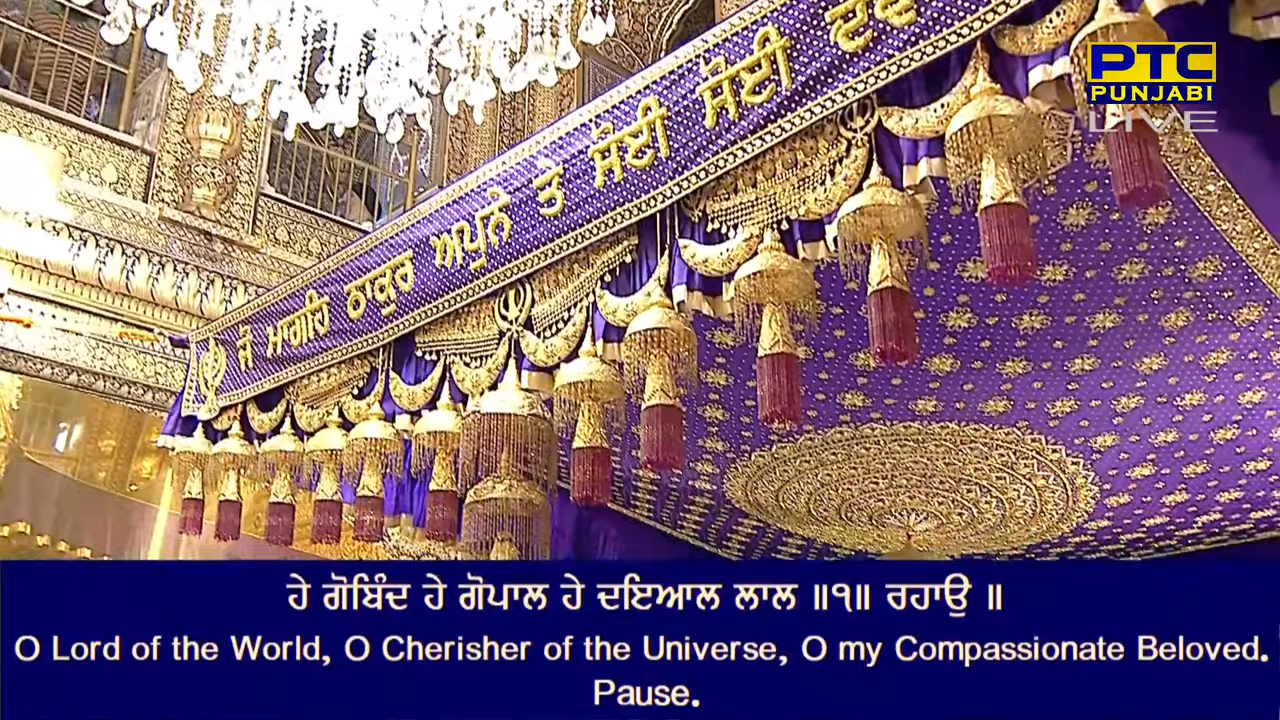 PTC
PUNJABI
LIVE
ਜੋ ਮਾਗਹਿ ਠਾਕੁਰ ਅਪੁਨੇ ਤੇ ਸੋਈ ਸੋਈ ਦੇਵੈ
ਹੇ ਗੋਬਿੰਦ ਹੇ ਗੋਪਾਲ ਹੇ ਦਇਆਲ ਲਾਲ ॥੧॥ ਰਹਾਉ ॥
O Lord of the World, O Cherisher of the Universe, O my Compassionate Beloved.
Pause.